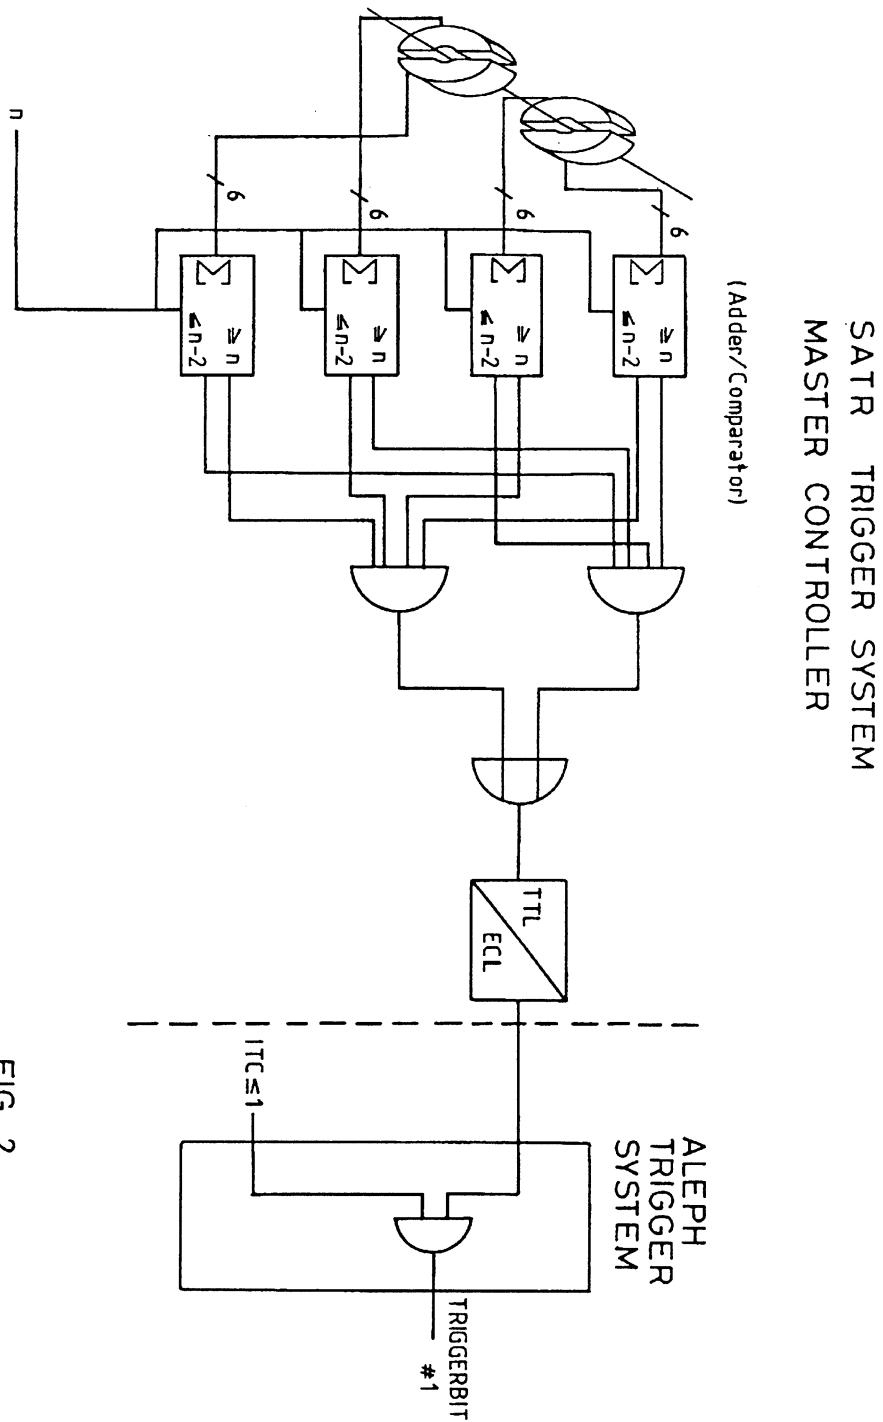 SATR TRIGGER SYSTEM
MASTER CONTROLLER
(Adder/Comparator)
6
6
6
6
Σ
≥ n
≤ n-2
Σ
≥ n
≤ n-2
Σ
≥ n
≤ n-2
Σ
≥ n
≤ n-2
n
TTL
ECL
ITC≤1
ALEPH
TRIGGER
SYSTEM
TRIGGERBIT
#1
FIG. 2